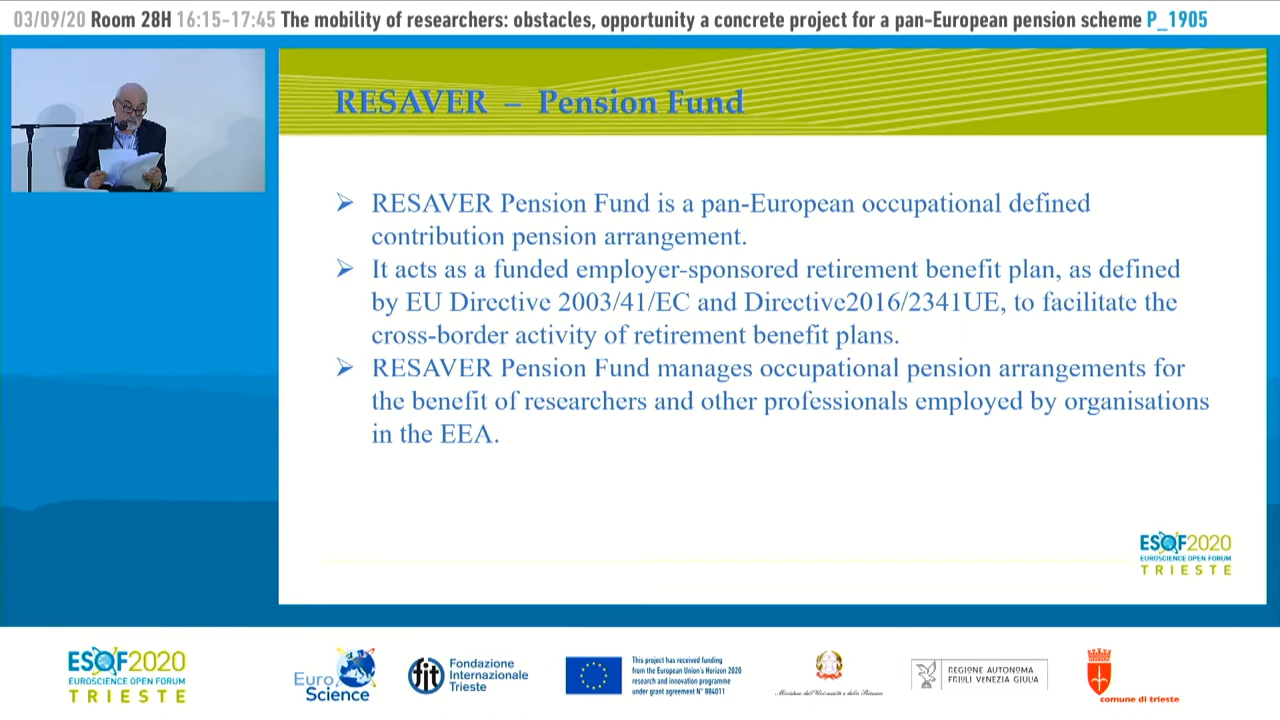 03/09/20 Room 28H 16:15-17:45 The mobility of researchers: obstacles, opportunity a concrete project for a pan-European pension scheme P_1905
RESAVER – Pension Fund
➢ RESAVER Pension Fund is a pan-European occupational defined
contribution pension arrangement.
➢ It acts as a funded employer-sponsored retirement benefit plan, as defined
by EU Directive 2003/41/EC and Directive2016/2341UE, to facilitate the
cross-border activity of retirement benefit plans.
➢ RESAVER Pension Fund manages occupational pension arrangements for
the benefit of researchers and other professionals employed by organisations
in the EEA.
ESOF2020
EUROSCIENCE OPEN FORUM
TRIESTE
ESOF2020
EUROSCIENCE OPEN FORUM
TRIESTE
Euro
Science
fit
Fondazione
Internazionale
Trieste
This project has received funding
from the European Union's Horizon 2020
research and innovation programme
under grant agreement N° 884011
Ministero dell'Università e della Ricerca
REGIONE AUTONOMA
FRIULI VENEZIA GIULIA
comune di trieste